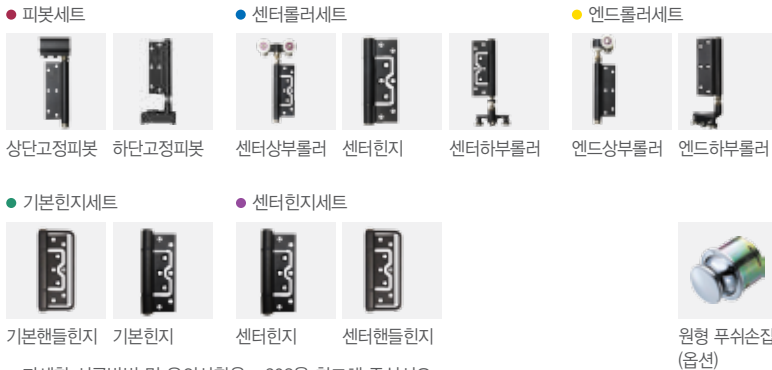 피봇세트
센터롤러세트
엔드롤러세트
상단고정피봇 하단고정피봇 센터상부롤러 센터힌지 센터하부롤러 엔드상부롤러 엔드하부롤러
기본힌지세트
센터힌지세트
기본핸들힌지 기본힌지 센터힌지 센터핸들힌지 원형 푸쉬손잡
(옵션)